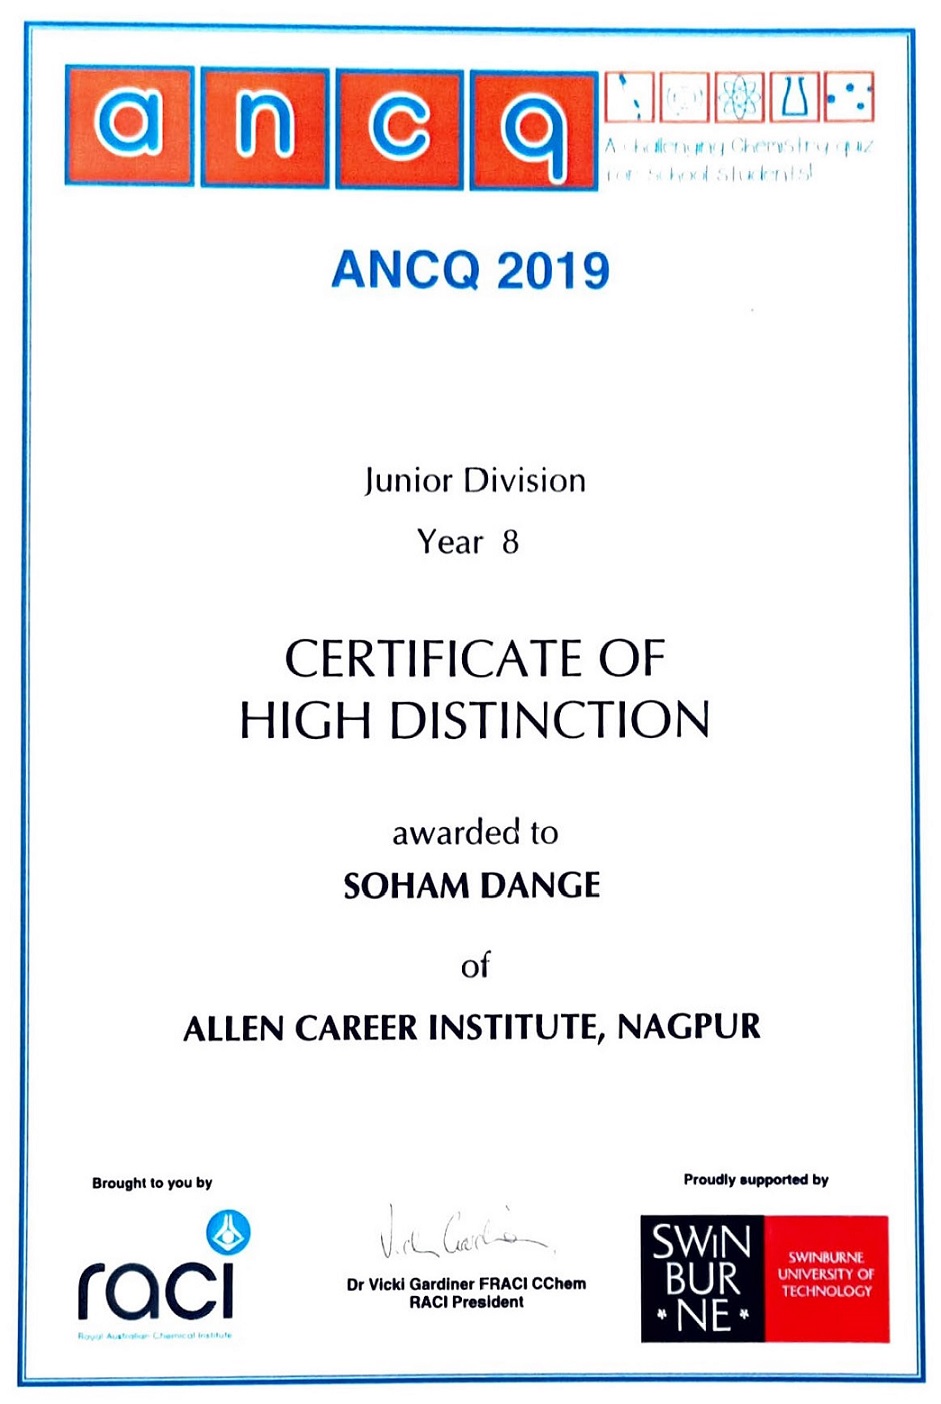 ancq
A challenging Chemistry quiz
for school students!
ANCQ 2019
Junior Division
Year 8
CERTIFICATE OF
HIGH DISTINCTION
awarded to
SOHAM DANGE
of
ALLEN CAREER INSTITUTE, NAGPUR
Brought to you by
raci
Royal Australian Chemical Institute
Vicki Gardiner
Dr Vicki Gardiner FRACI CChem
RACI President
Proudly supported by
SWIN
BUR
* NE *
SWINBURNE
UNIVERSITY OF
TECHNOLOGY